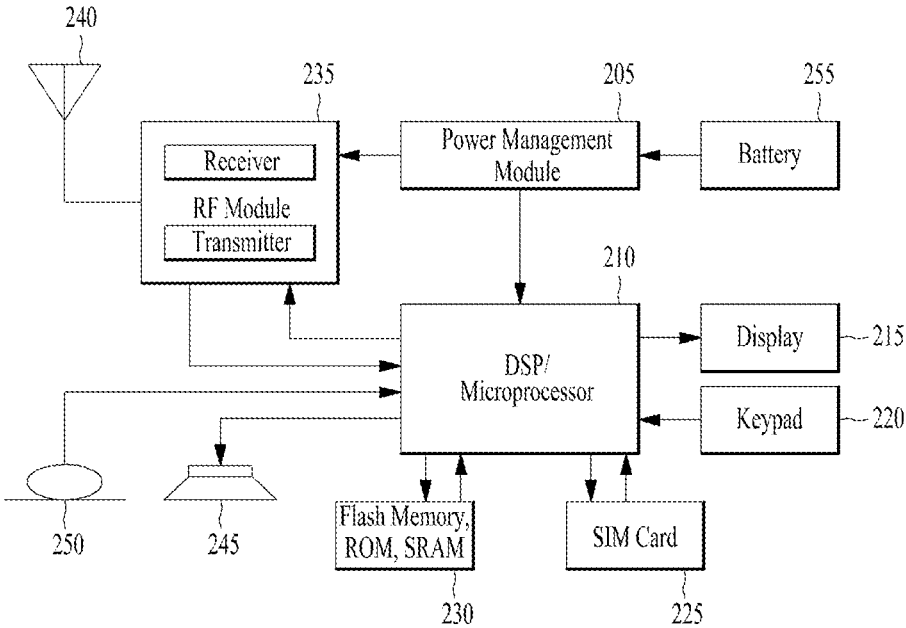 240
235
205
255
Receiver
RF Module
Transmitter
Power Management
Module
Battery
210
DSP/
Microprocessor
Display
215
Keypad
220
250
245
Flash Memory,
ROM, SRAM
230
SIM Card
225